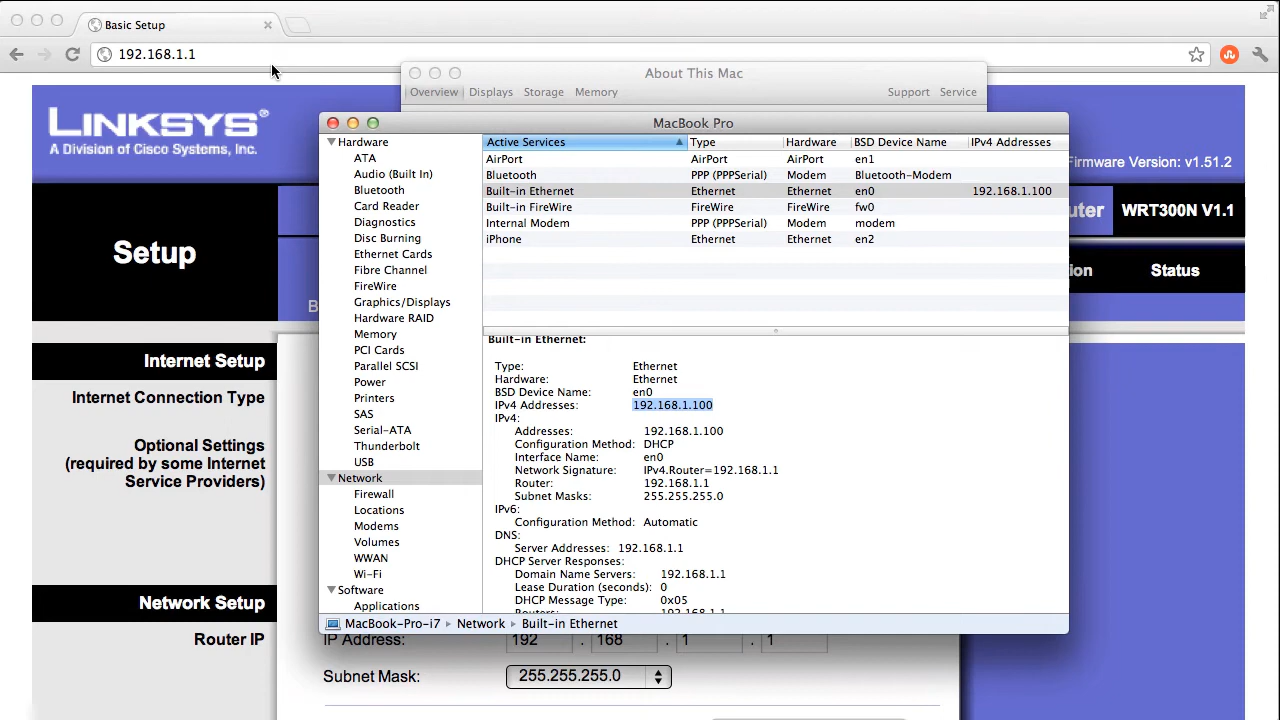 Basic Setup
192.168.1.1
About This Mac
Overview Displays Storage Memory Support Service
LINKSYS®
A Division of Cisco Systems, Inc.
Firmware Version: v1.51.2
WRT300N V1.1
Setup
Status
MacBook Pro
Hardware
ATA
Audio (Built In)
Bluetooth
Card Reader
Diagnostics
Disc Burning
Ethernet Cards
Fibre Channel
FireWire
Graphics/Displays
Hardware RAID
Memory
PCI Cards
Parallel SCSI
Power
Printers
SAS
Serial-ATA
Thunderbolt
USB
Network
Firewall
Locations
Modems
Volumes
WWAN
Wi-Fi
Software
Applications
Active Services Type Hardware BSD Device Name IPv4 Addresses
AirPort AirPort AirPort en1
Bluetooth PPP (PPPSerial) Modem Bluetooth-Modem
Built-in Ethernet Ethernet Ethernet en0 192.168.1.100
Built-in FireWire FireWire FireWire fw0
Internal Modem PPP (PPPSerial) Modem modem
iPhone Ethernet Ethernet en2
Built-in Ethernet:
Type: Ethernet
Hardware: Ethernet
BSD Device Name: en0
IPv4 Addresses: 192.168.1.100
IPv4:
Addresses: 192.168.1.100
Configuration Method: DHCP
Interface Name: en0
Network Signature: IPv4.Router=192.168.1.1
Router: 192.168.1.1
Subnet Masks: 255.255.255.0
IPv6:
Configuration Method: Automatic
DNS:
Server Addresses: 192.168.1.1
DHCP Server Responses:
Domain Name Servers: 192.168.1.1
Lease Duration (seconds): 0
DHCP Message Type: 0x05
Routers: 192.168.1.1
MacBook-Pro-i7 ▸ Network ▸ Built-in Ethernet
Internet Setup
Internet Connection Type
Optional Settings
(required by some Internet
Service Providers)
Network Setup
Router IP
IP Address: 192 . 168 . 1 . 1
Subnet Mask: 255.255.255.0